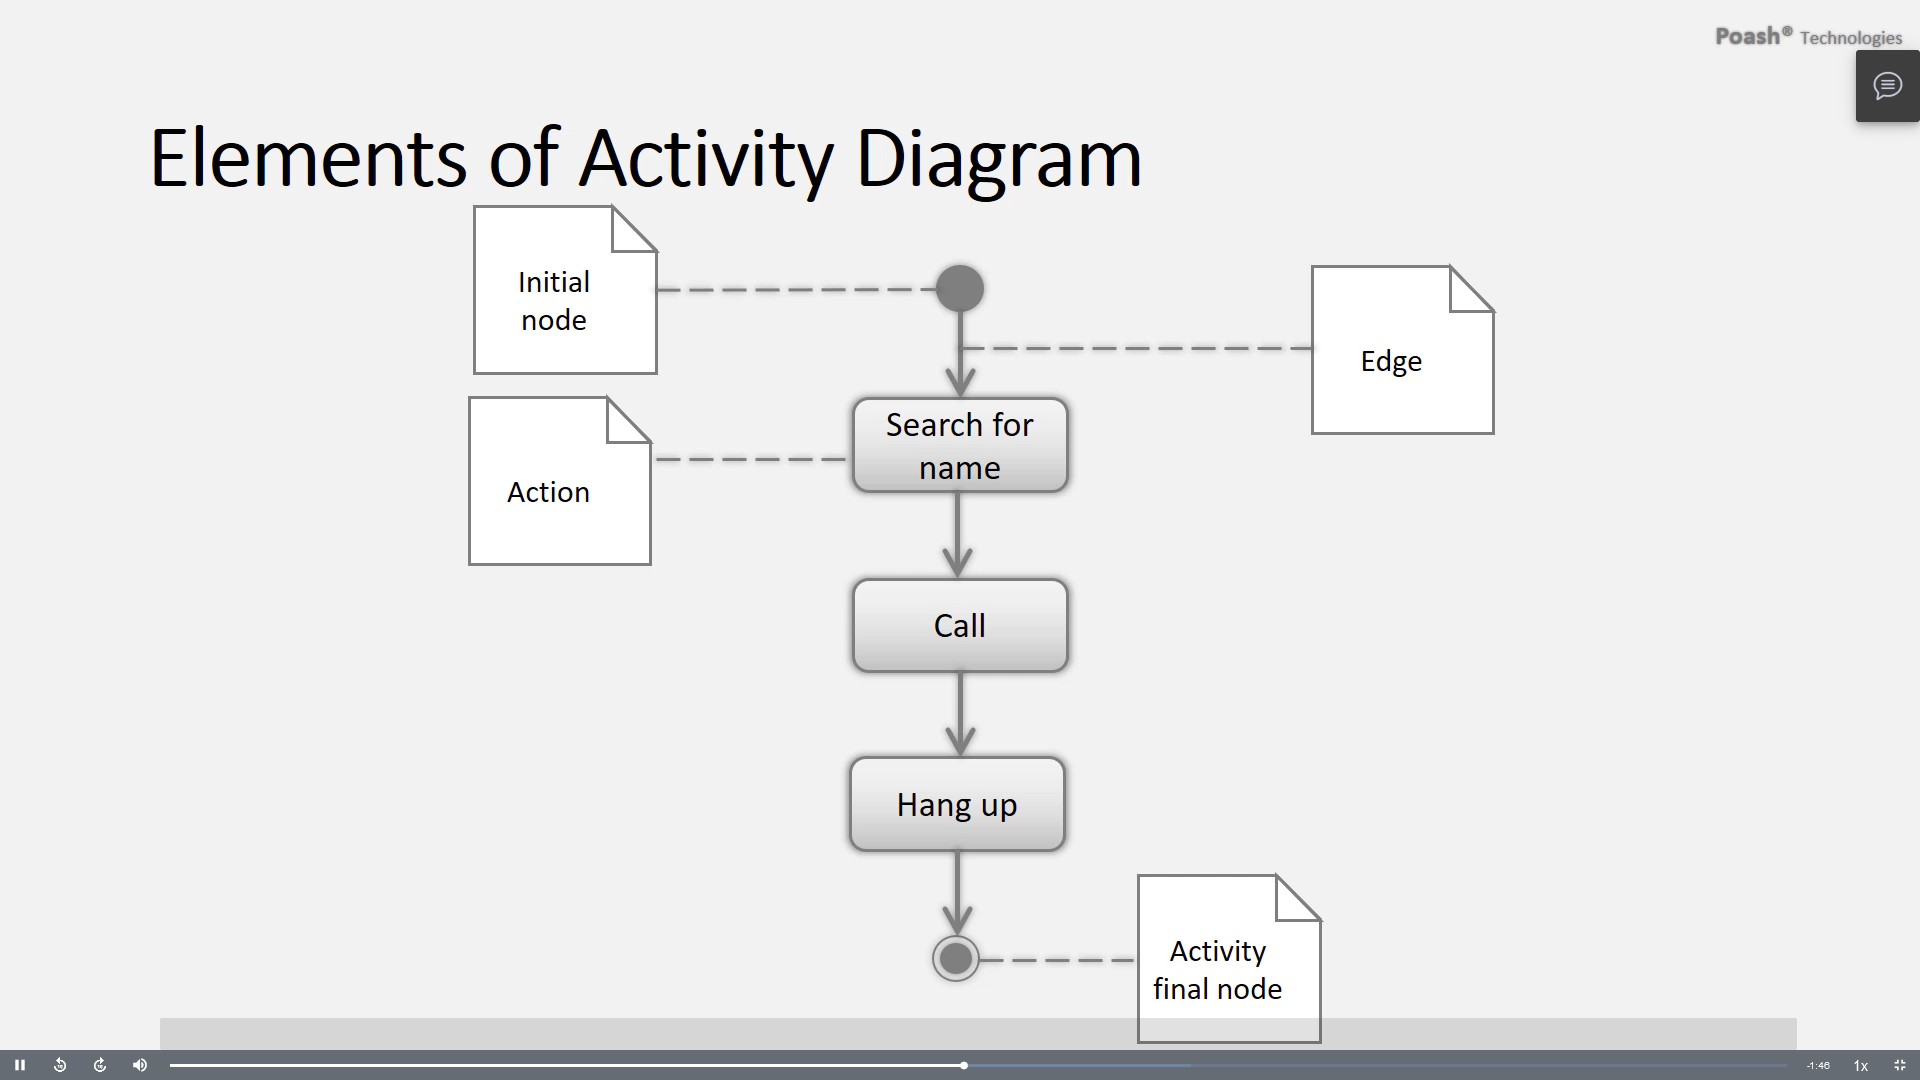 Poash® Technologies
Elements of Activity Diagram
Initial
node
Edge
Search for
name
Action
Call
Hang up
Activity
final node
-1:46
1x